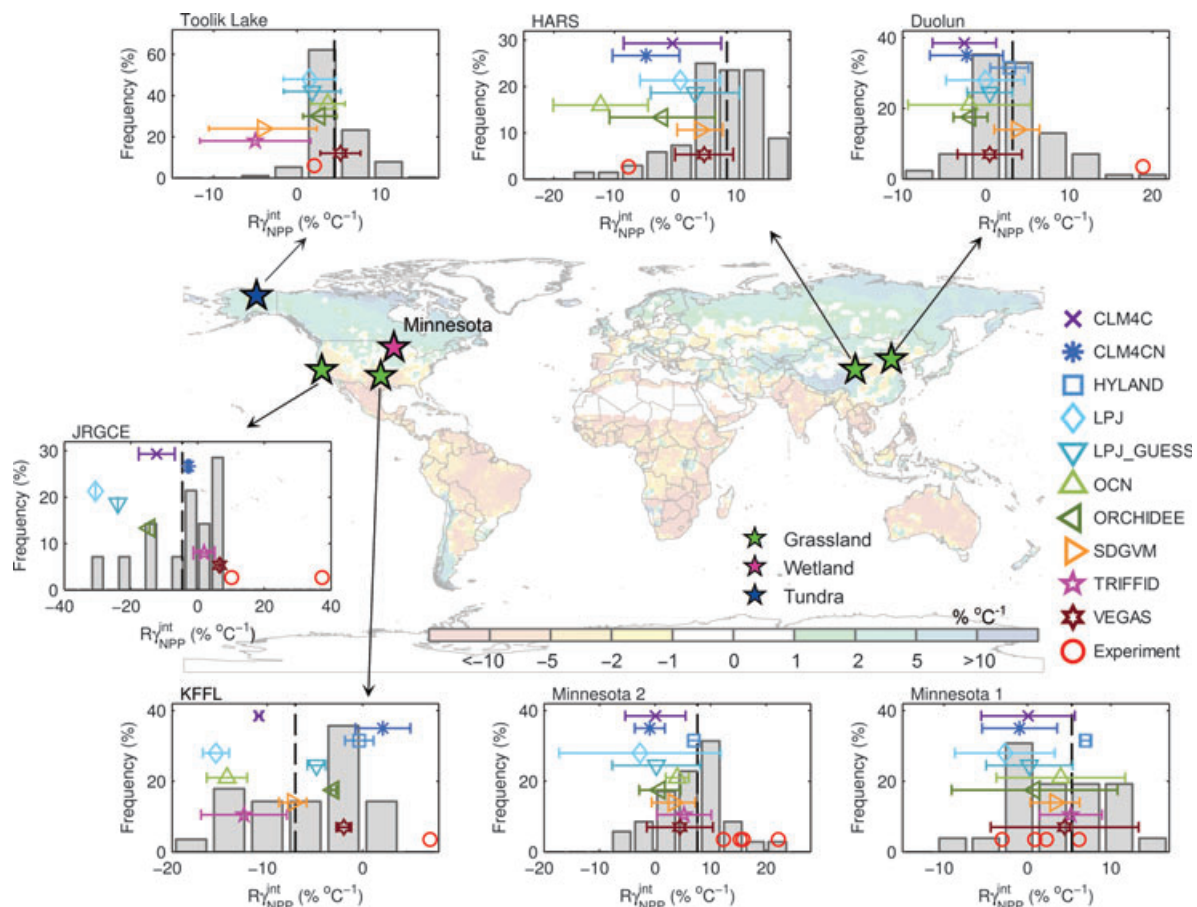 Toolik Lake
Frequency (%)
60
40
20
0
−15
−10
0
10
Rγ^int_NPP (% °C⁻¹)
HARS
Frequency (%)
30
20
10
0
−20
−10
0
10
Rγ^int_NPP (% °C⁻¹)
Duolun
Frequency (%)
40
20
0
−10
0
10
20
Rγ^int_NPP (% °C⁻¹)
Minnesota
JRGCE
Frequency (%)
30
20
10
0
−40
−20
0
20
40
Rγ^int_NPP (% °C⁻¹)
Grassland
Wetland
Tundra
% °C⁻¹
<−10
−5
−2
−1
0
1
2
5
>10
CLM4C
CLM4CN
HYLAND
LPJ
LPJ_GUESS
OCN
ORCHIDEE
SDGVM
TRIFFID
VEGAS
Experiment
KFFL
Frequency (%)
40
20
0
−20
−10
0
Rγ^int_NPP (% °C⁻¹)
Minnesota 2
Frequency (%)
40
20
0
−20
−10
0
10
20
Rγ^int_NPP (% °C⁻¹)
Minnesota 1
Frequency (%)
40
20
0
−10
0
10
Rγ^int_NPP (% °C⁻¹)